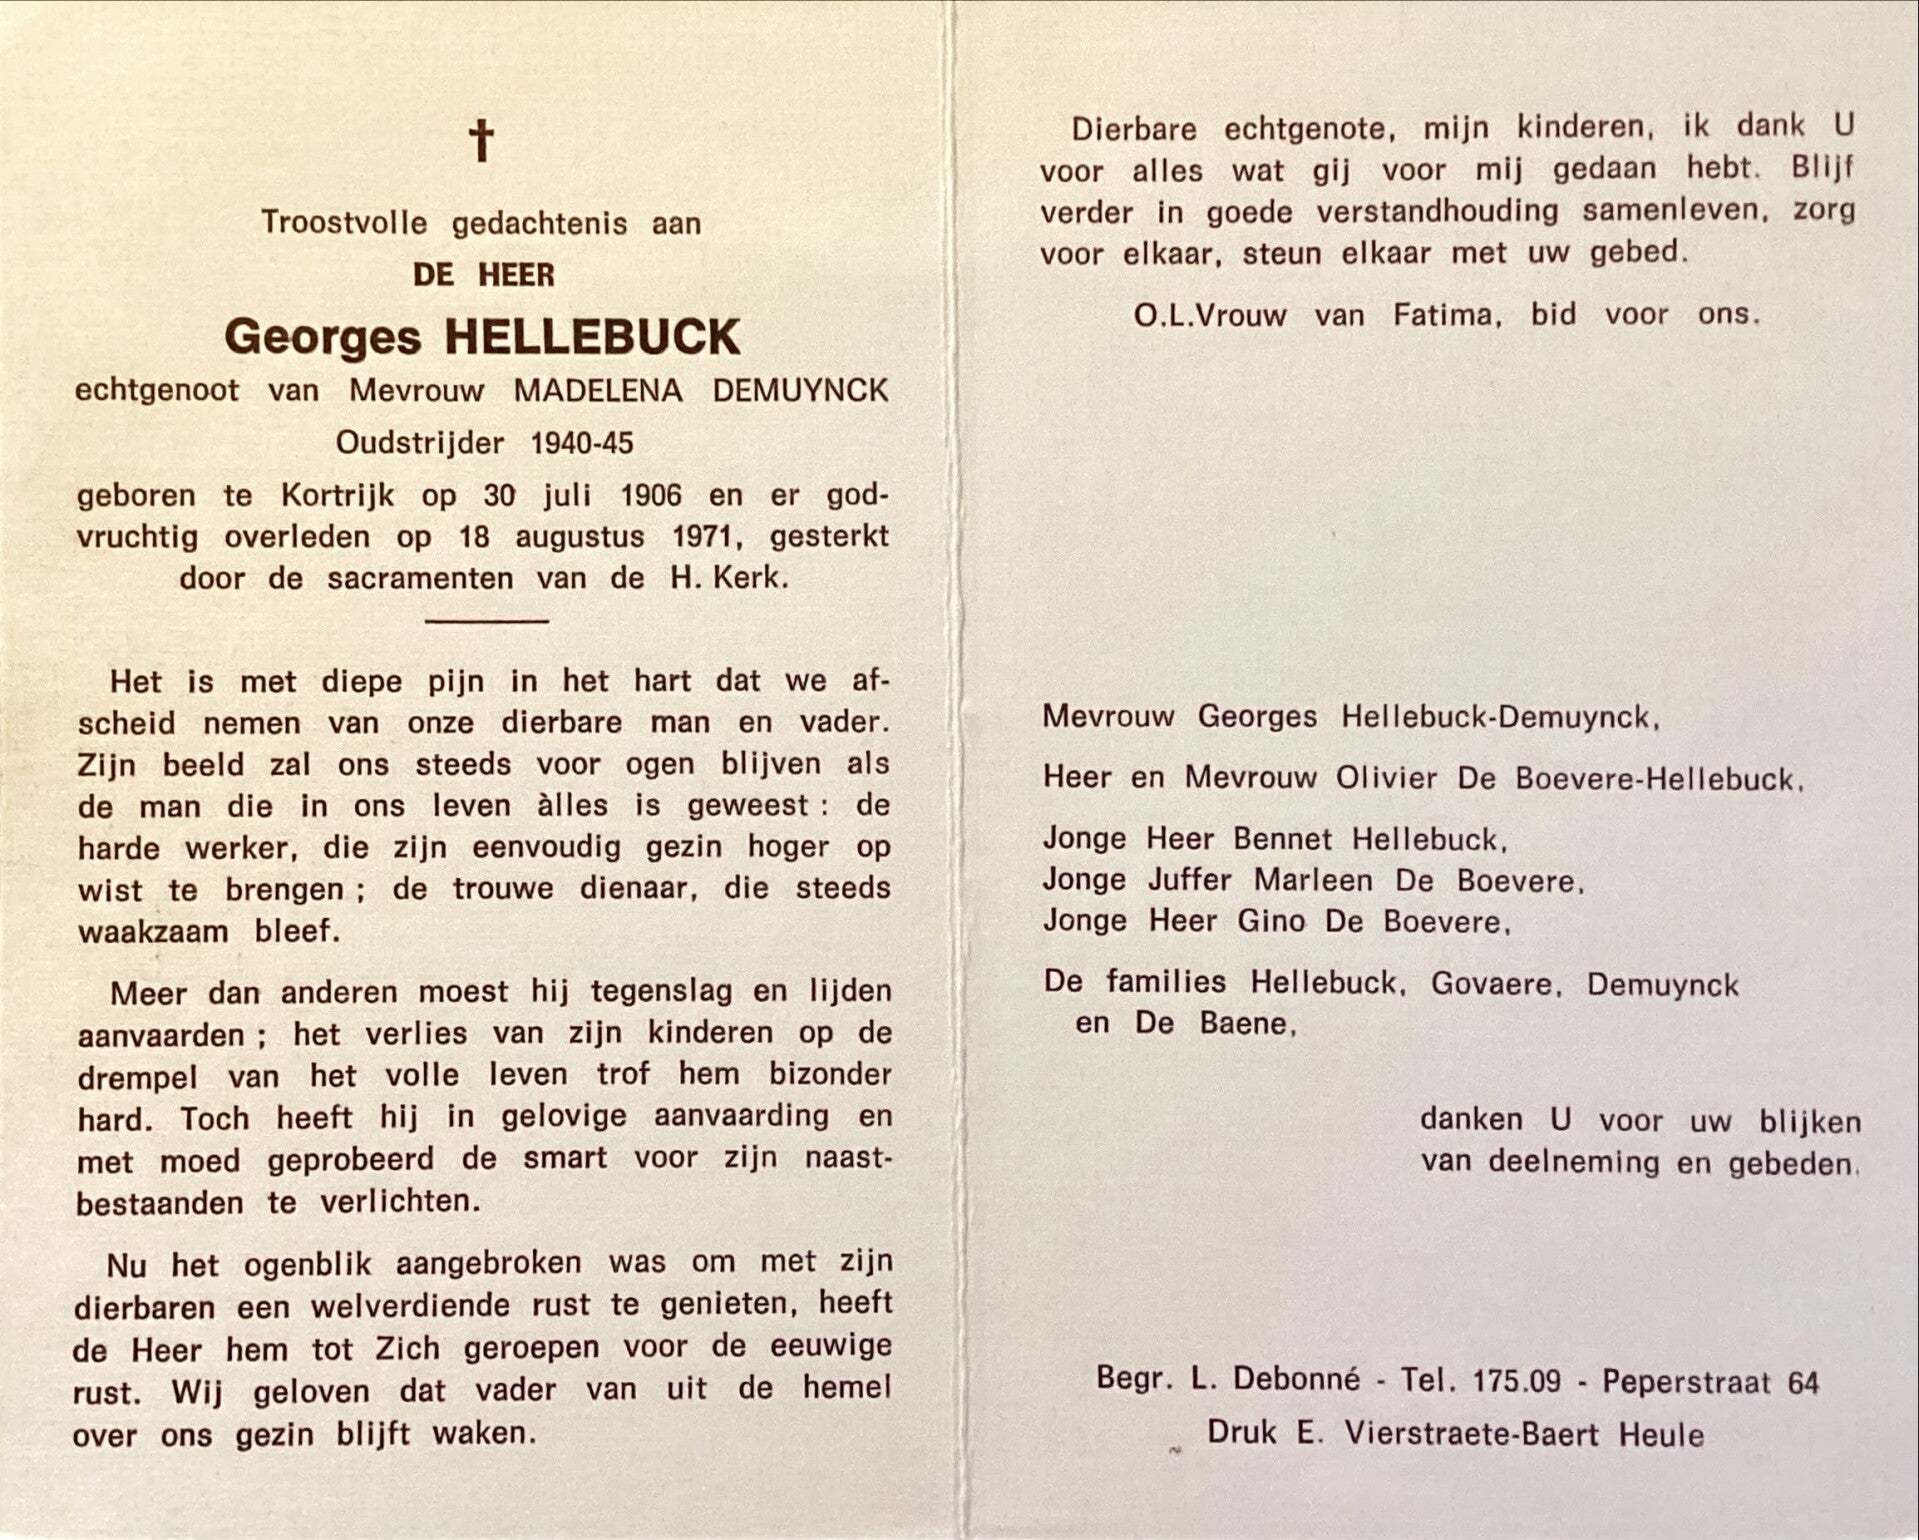 †
Troostvolle gedachtenis aan
DE HEER
Georges HELLEBUCK
echtgenoot van Mevrouw MADELENA DEMUYNCK
Oudstrijder 1940-45
geboren te Kortrijk op 30 juli 1906 en er god-
vruchtig overleden op 18 augustus 1971, gesterkt
door de sacramenten van de H. Kerk.
Het is met diepe pijn in het hart dat we af-
scheid nemen van onze dierbare man en vader.
Zijn beeld zal ons steeds voor ogen blijven als
de man die in ons leven àlles is geweest : de
harde werker, die zijn eenvoudig gezin hoger op
wist te brengen ; de trouwe dienaar, die steeds
waakzaam bleef.
Meer dan anderen moest hij tegenslag en lijden
aanvaarden ; het verlies van zijn kinderen op de
drempel van het volle leven trof hem bizonder
hard. Toch heeft hij in gelovige aanvaarding en
met moed geprobeerd de smart voor zijn naast-
bestaanden te verlichten.
Nu het ogenblik aangebroken was om met zijn
dierbaren een welverdiende rust te genieten, heeft
de Heer hem tot Zich geroepen voor de eeuwige
rust. Wij geloven dat vader van uit de hemel
over ons gezin blijft waken.
Dierbare echtgenote, mijn kinderen, ik dank U
voor alles wat gij voor mij gedaan hebt. Blijf
verder in goede verstandhouding samenleven, zorg
voor elkaar, steun elkaar met uw gebed.
O.L.Vrouw van Fatima, bid voor ons.
Mevrouw Georges Hellebuck-Demuynck,
Heer en Mevrouw Olivier De Boevere-Hellebuck,
Jonge Heer Bennet Hellebuck,
Jonge Juffer Marleen De Boevere,
Jonge Heer Gino De Boevere,
De families Hellebuck, Govaere, Demuynck
en De Baene,
danken U voor uw blijken
van deelneming en gebeden.
Begr. L. Debonné - Tel. 175.09 - Peperstraat 64
Druk E. Vierstraete-Baert Heule